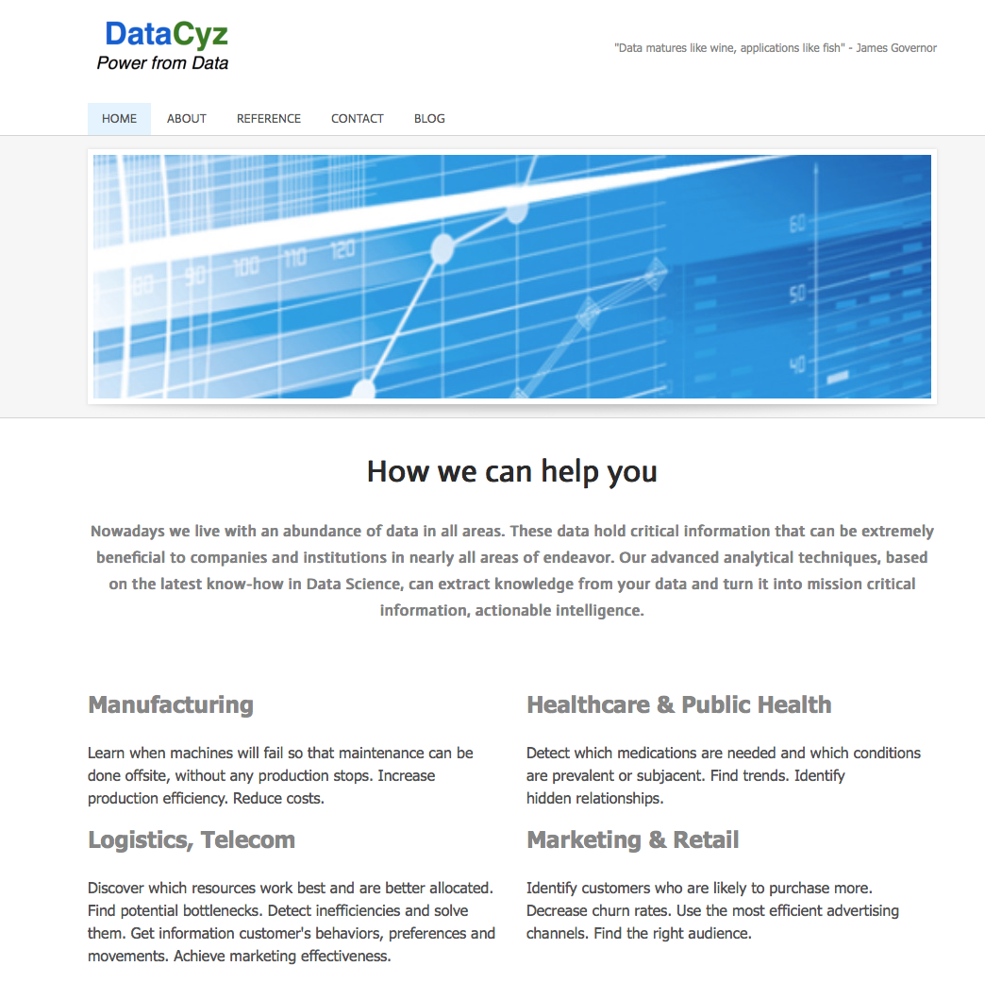 DataCyz
Power from Data
"Data matures like wine, applications like fish" - James Governor
HOME ABOUT REFERENCE CONTACT BLOG
80 90 100 110 120
60
50
40
How we can help you
Nowadays we live with an abundance of data in all areas. These data hold critical information that can be extremely
beneficial to companies and institutions in nearly all areas of endeavor. Our advanced analytical techniques, based
on the latest know-how in Data Science, can extract knowledge from your data and turn it into mission critical
information, actionable intelligence.
Manufacturing
Learn when machines will fail so that maintenance can be
done offsite, without any production stops. Increase
production efficiency. Reduce costs.
Healthcare & Public Health
Detect which medications are needed and which conditions
are prevalent or subjacent. Find trends. Identify
hidden relationships.
Logistics, Telecom
Discover which resources work best and are better allocated.
Find potential bottlenecks. Detect inefficiencies and solve
them. Get information customer's behaviors, preferences and
movements. Achieve marketing effectiveness.
Marketing & Retail
Identify customers who are likely to purchase more.
Decrease churn rates. Use the most efficient advertising
channels. Find the right audience.